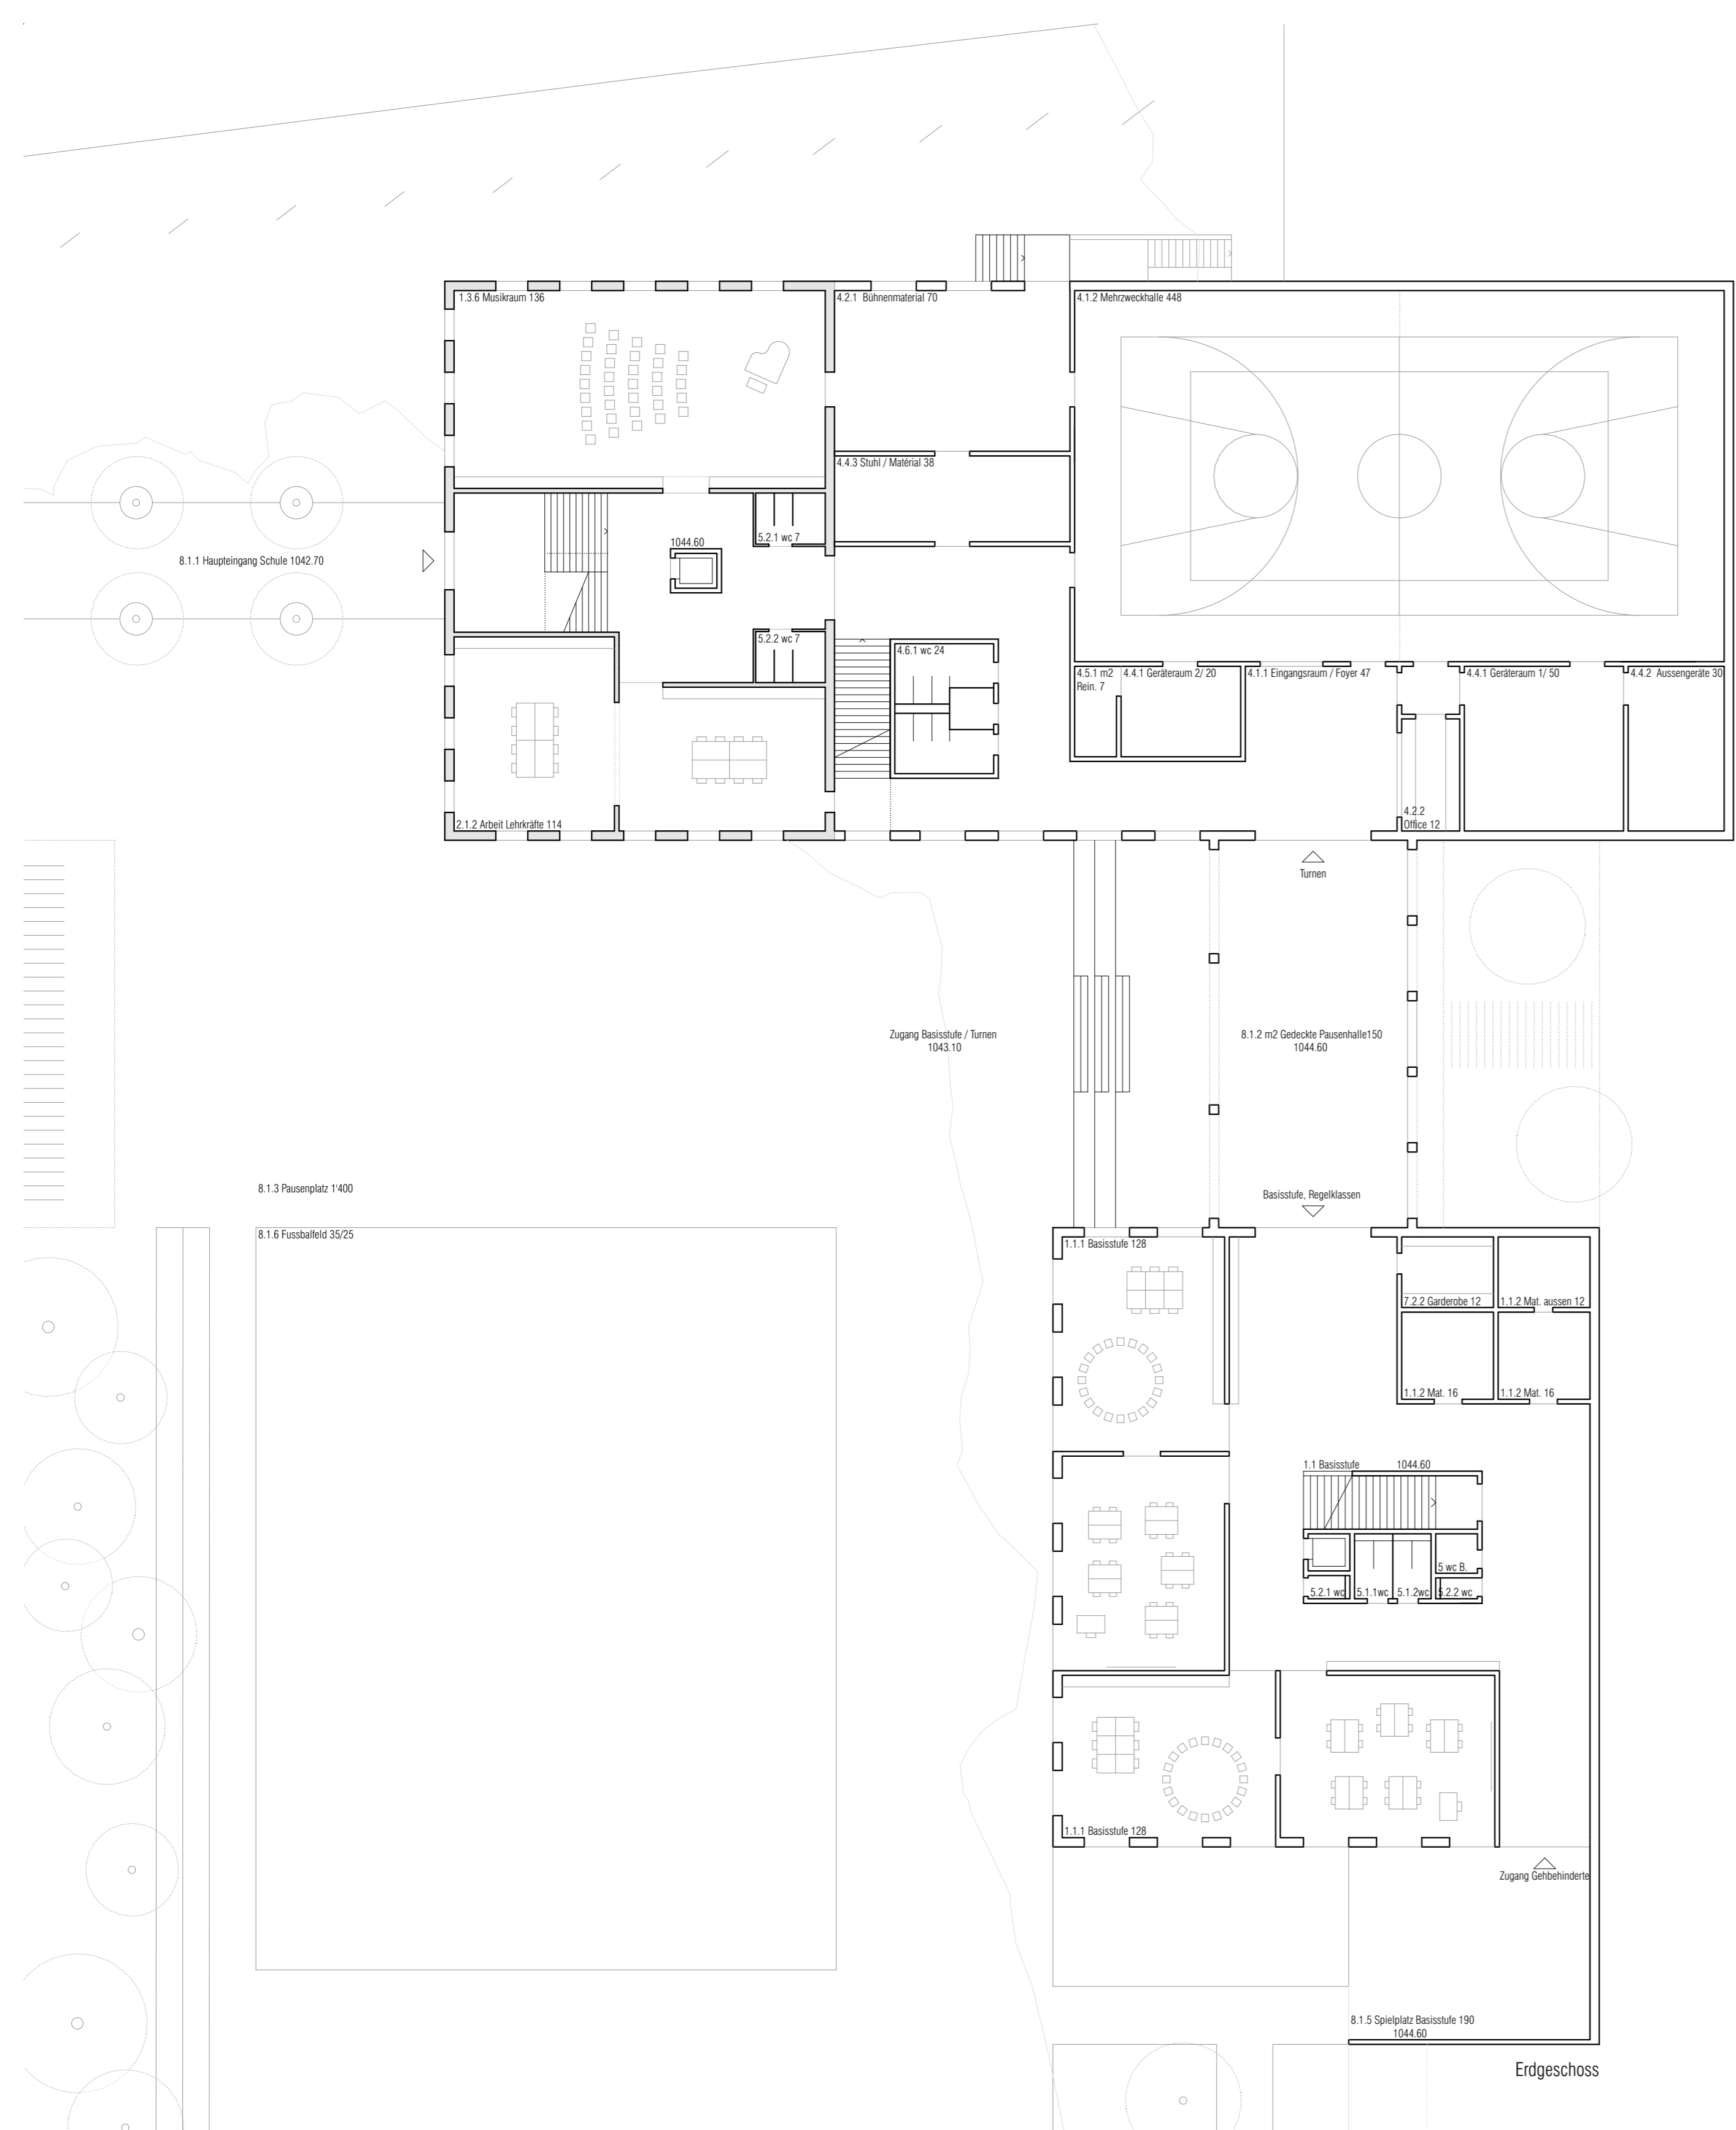 1.3.6 Musikraum 136
4.2.1 Bühnenmaterial 70
4.1.2 Mehrzweckhalle 448
4.4.3 Stuhl / Matérial 38
5.2.1 wc 7
1044.60
8.1.1 Haupteingang Schule 1042.70
5.2.2 wc 7
4.6.1 wc 24
4.5.1 m2
Rein. 7
4.4.1 Geräteraum 2/ 20
4.1.1 Eingangsraum / Foyer 47
4.4.1 Geräteraum 1/ 50
4.4.2 Aussengeräte 30
4.2.2
Office 12
2.1.2 Arbeit Lehrkräfte 114
Turnen
Zugang Basisstufe / Turnen
1043.10
8.1.2 m2 Gedeckte Pausenhalle150
1044.60
8.1.3 Pausenplatz 1'400
Basisstufe, Regelklassen
8.1.6 Fussbalfeld 35/25
1.1.1 Basisstufe 128
7.2.2 Garderobe 12
1.1.2 Mat. aussen 12
1.1.2 Mat. 16
1.1.2 Mat. 16
1.1 Basisstufe
1044.60
5 wc B.
5.2.1 wc
5.1.1wc
5.1.2wc
5.2.2 wc
1.1.1 Basisstufe 128
Zugang Gehbehinderte
8.1.5 Spielplatz Basisstufe 190
1044.60
Erdgeschoss